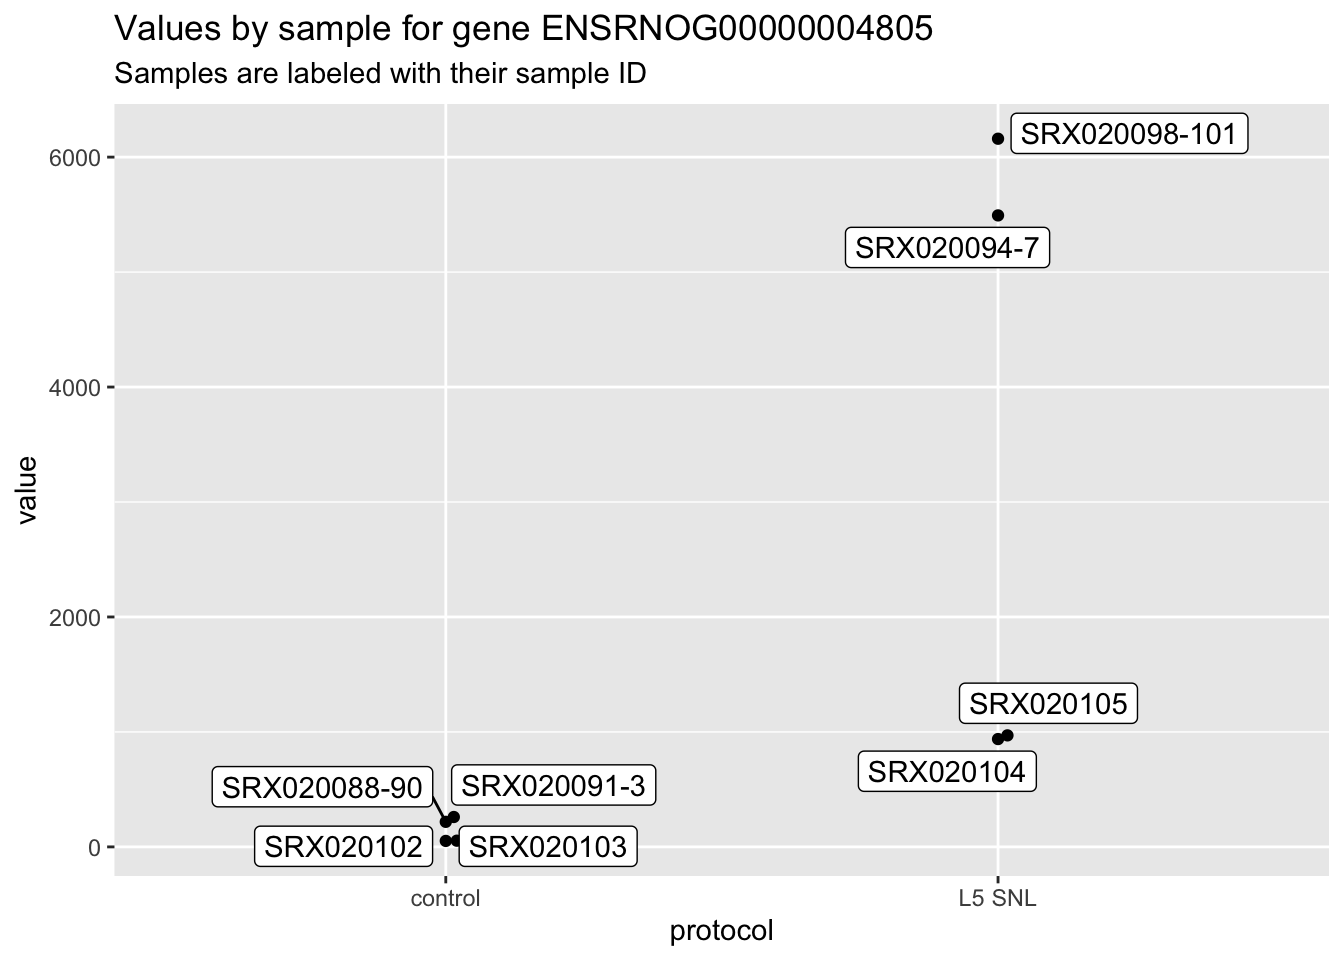 Values by sample for gene ENSRNOG00000004805
Samples are labeled with their sample ID
6000
4000
2000
0
value
SRX020098-101
SRX020094-7
SRX020105
SRX020104
SRX020088-90
SRX020091-3
SRX020102
SRX020103
control
L5 SNL
protocol